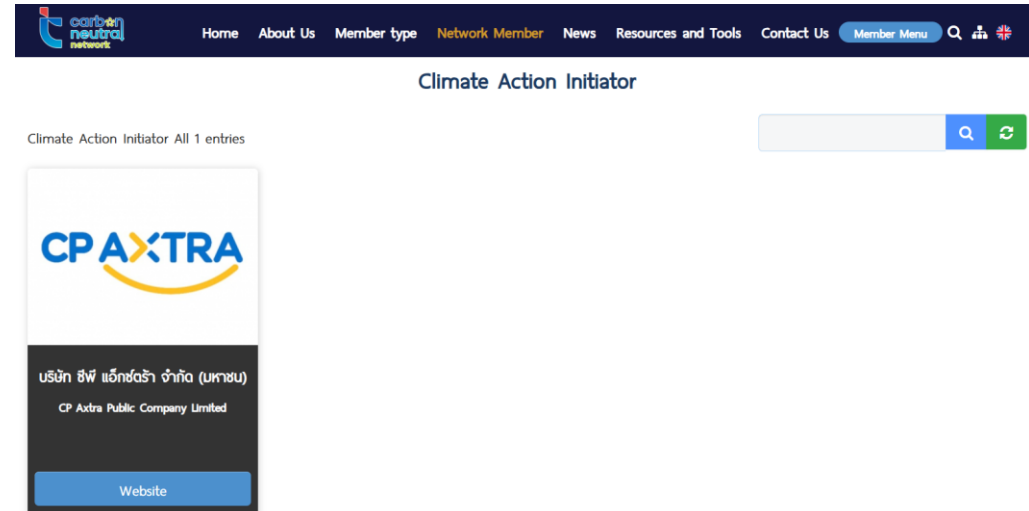 carbon
neutral
network
Home About Us Member type Network Member News Resources and Tools Contact Us Member Menu
Climate Action Initiator
Climate Action Initiator All 1 entries
CP AXTRA
บริษัท ซีพี แอ็กซ์ตร้า จำกัด (มหาชน)
CP Axtra Public Company Limited
Website